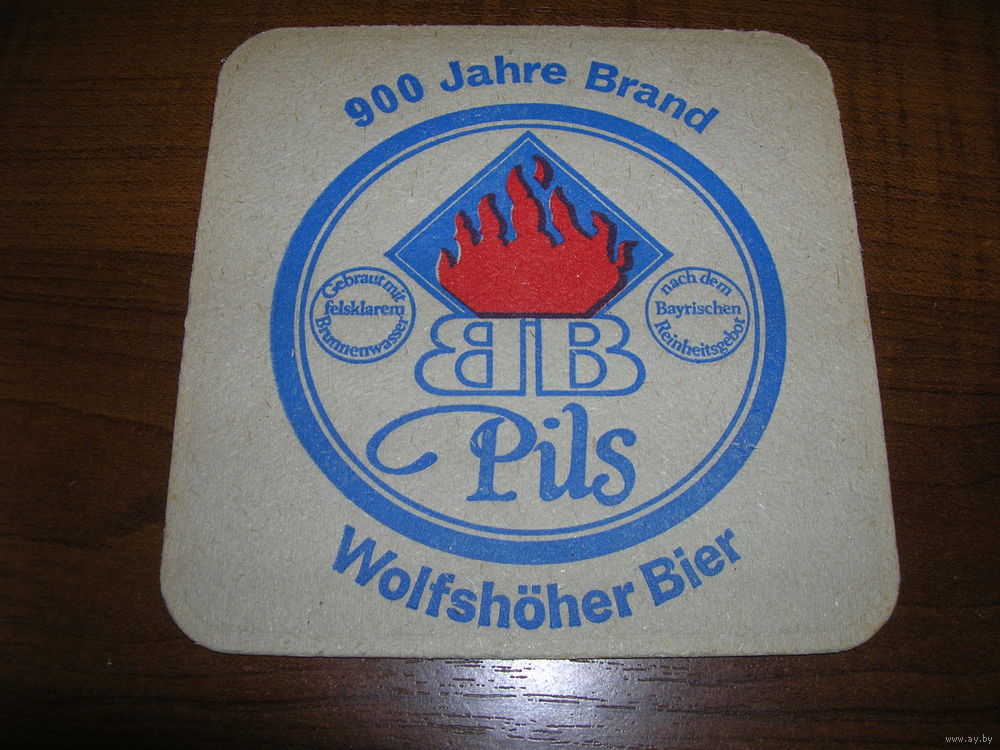 900 Jahre Brand
Gebraut mit
felsklarem
Brunnenwasser
nach dem
Bayrischen
Reinheitsgebot
BB
Pils
Wolfshöher Bier
www.ay.by